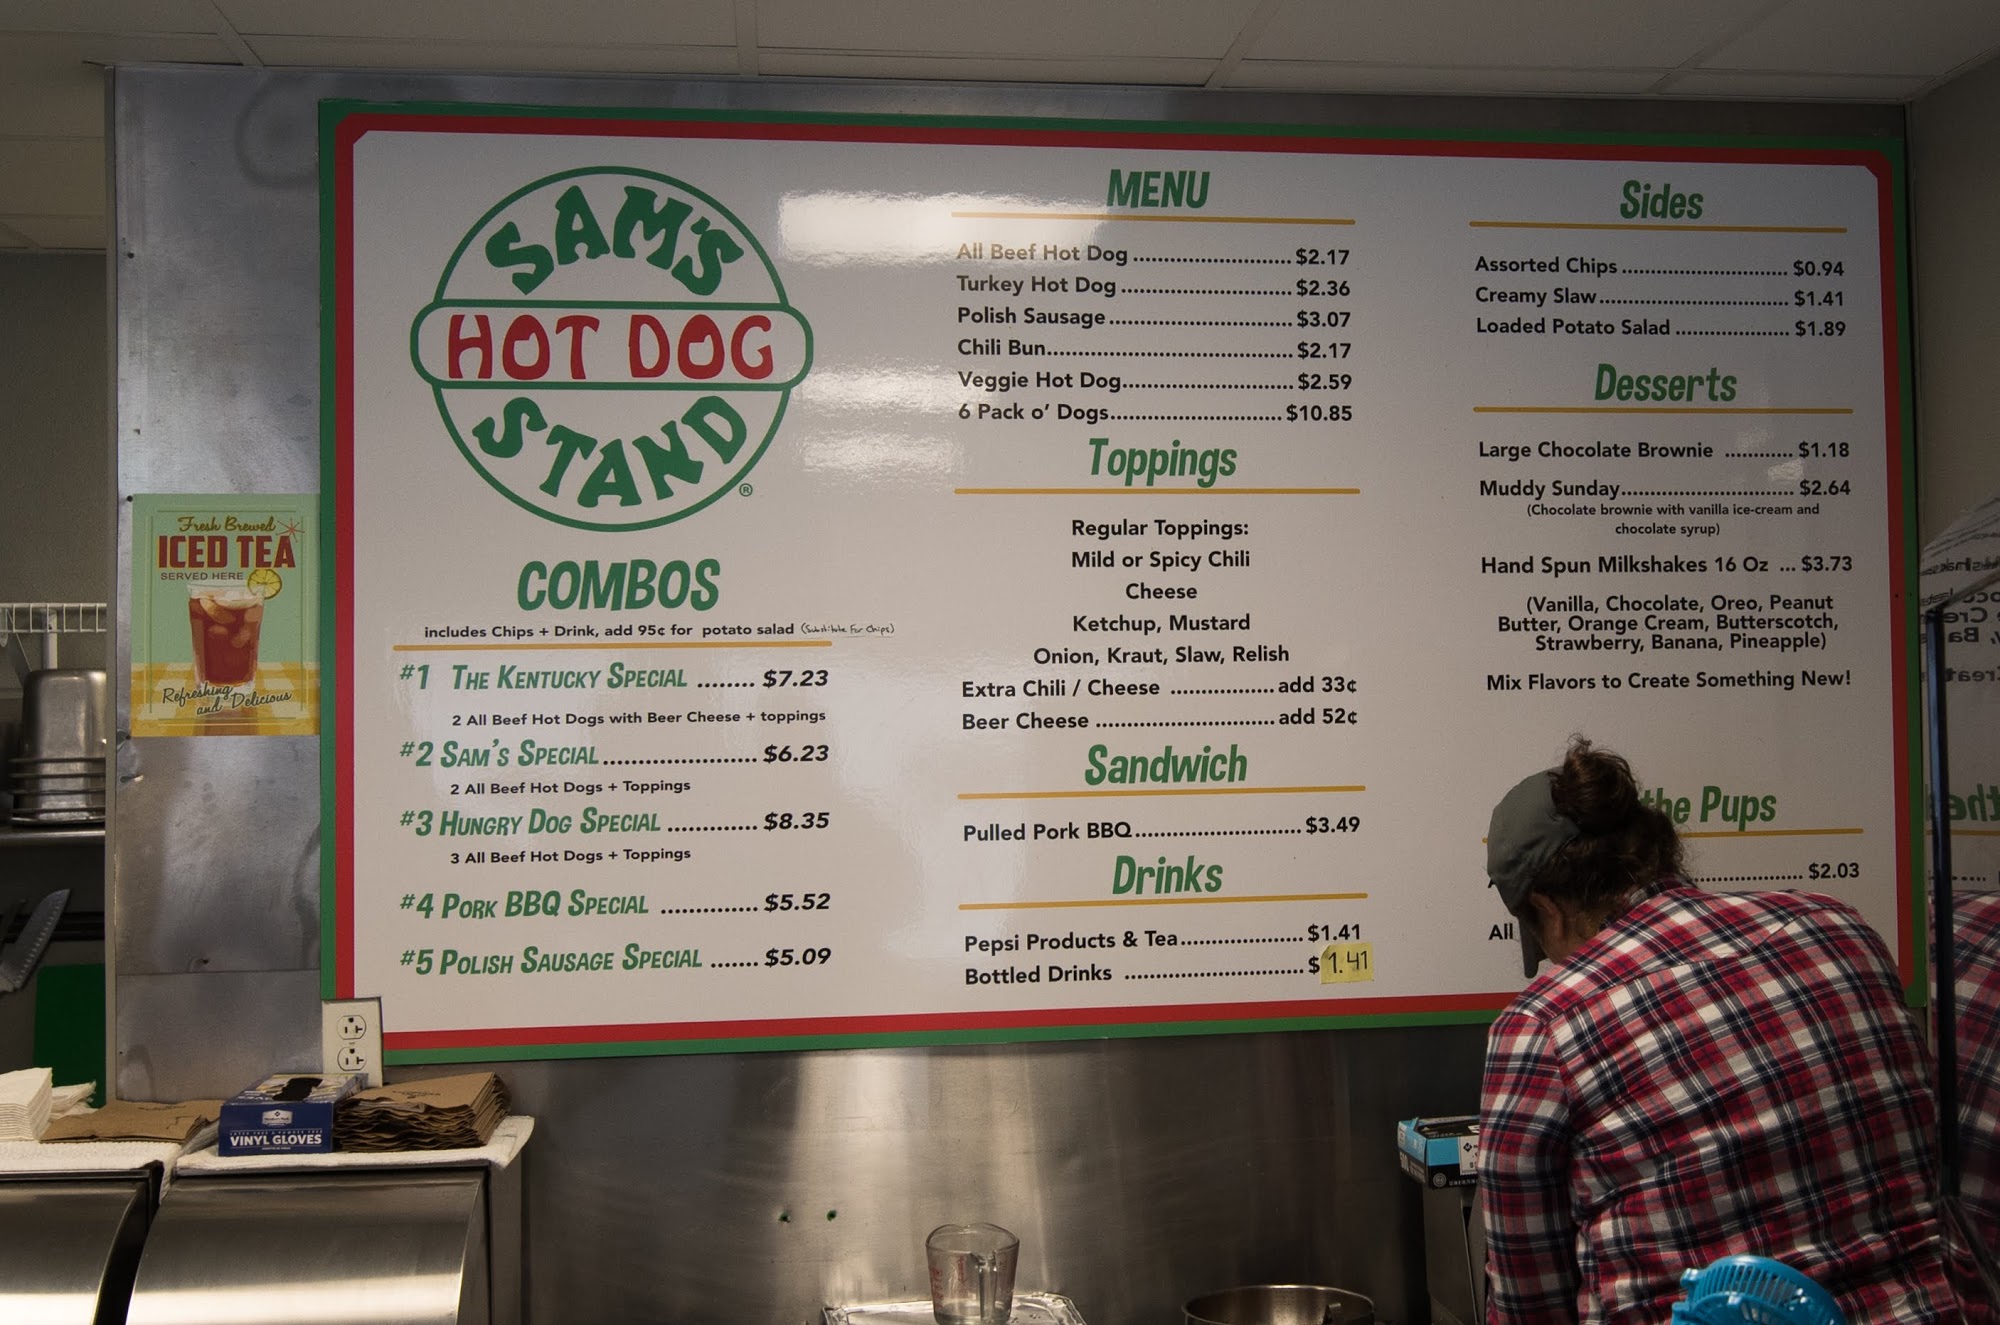 SAM'S
HOT DOG
STAND
®
COMBOS
includes Chips + Drink, add 95¢ for potato salad (Substitute For Chips)
#1 THE KENTUCKY SPECIAL ........ $7.23
2 All Beef Hot Dogs with Beer Cheese + toppings
#2 SAM'S SPECIAL ....................... $6.23
2 All Beef Hot Dogs + Toppings
#3 HUNGRY DOG SPECIAL ............. $8.35
3 All Beef Hot Dogs + Toppings
#4 PORK BBQ SPECIAL .............. $5.52
#5 POLISH SAUSAGE SPECIAL ....... $5.09
MENU
All Beef Hot Dog ........................... $2.17
Turkey Hot Dog ............................. $2.36
Polish Sausage ............................... $3.07
Chili Bun ......................................... $2.17
Veggie Hot Dog ............................. $2.59
6 Pack o' Dogs ............................. $10.85
Toppings
Regular Toppings:
Mild or Spicy Chili
Cheese
Ketchup, Mustard
Onion, Kraut, Slaw, Relish
Extra Chili / Cheese ................. add 33¢
Beer Cheese ............................. add 52¢
Sandwich
Pulled Pork BBQ ........................... $3.49
Drinks
Pepsi Products & Tea .................... $1.41
Bottled Drinks ............................. $ 1.41
Sides
Assorted Chips ............................ $0.94
Creamy Slaw ................................ $1.41
Loaded Potato Salad ................... $1.89
Desserts
Large Chocolate Brownie ............ $1.18
Muddy Sunday ............................. $2.64
(Chocolate brownie with vanilla ice-cream and
chocolate syrup)
Hand Spun Milkshakes 16 Oz ... $3.73
(Vanilla, Chocolate, Oreo, Peanut
Butter, Orange Cream, Butterscotch,
Strawberry, Banana, Pineapple)
Mix Flavors to Create Something New!
the Pups
.................... $2.03
All
Fresh Brewed
ICED TEA
SERVED HERE
Refreshing
and Delicious
VINYL GLOVES